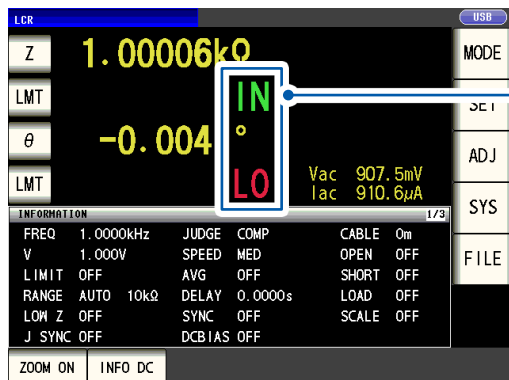 LCR USB
Z 1.00006kΩ MODE
LMT IN SET
θ -0.004 ° ADJ
LMT LO Vac 907.5mV
Iac 910.6μA SYS
INFORMATION 1/3
FREQ 1.0000kHz JUDGE COMP CABLE 0m FILE
V 1.000V SPEED MED OPEN OFF
LIMIT OFF AVG OFF SHORT OFF
RANGE AUTO 10kΩ DELAY 0.0000s LOAD OFF
LOW Z OFF SYNC OFF SCALE OFF
J SYNC OFF DCBIAS OFF
ZOOM ON INFO DC